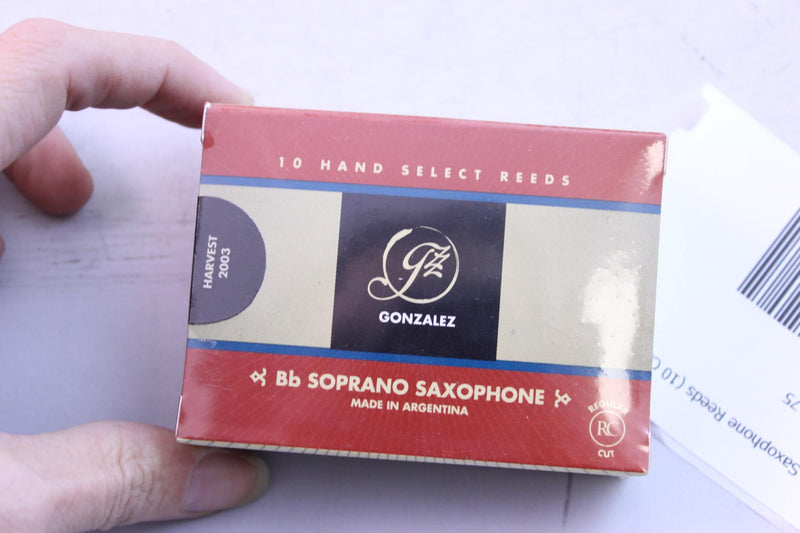 10 HAND SELECT REEDS
HARVEST
2003
gzz
GONZALEZ
Bb SOPRANO SAXOPHONE
MADE IN ARGENTINA
REGULAR
RC
CUT
Saxophone Reeds (10
75